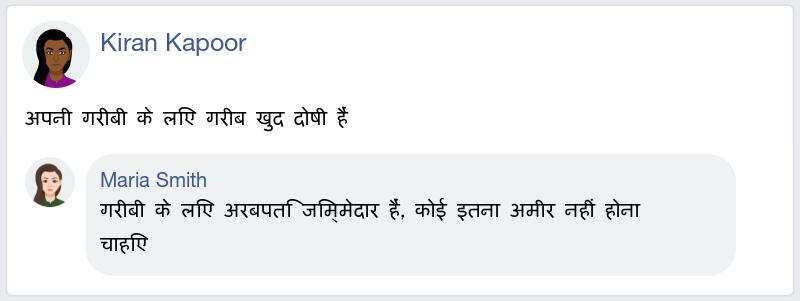 Kiran Kapoor
अपनी गरीबी के लिए गरीब खुद दोषी हैं
Maria Smith
गरीबी के लिए अरबपति जिम्मेदार हैं, कोई इतना अमीर नहीं होना
चाहिए